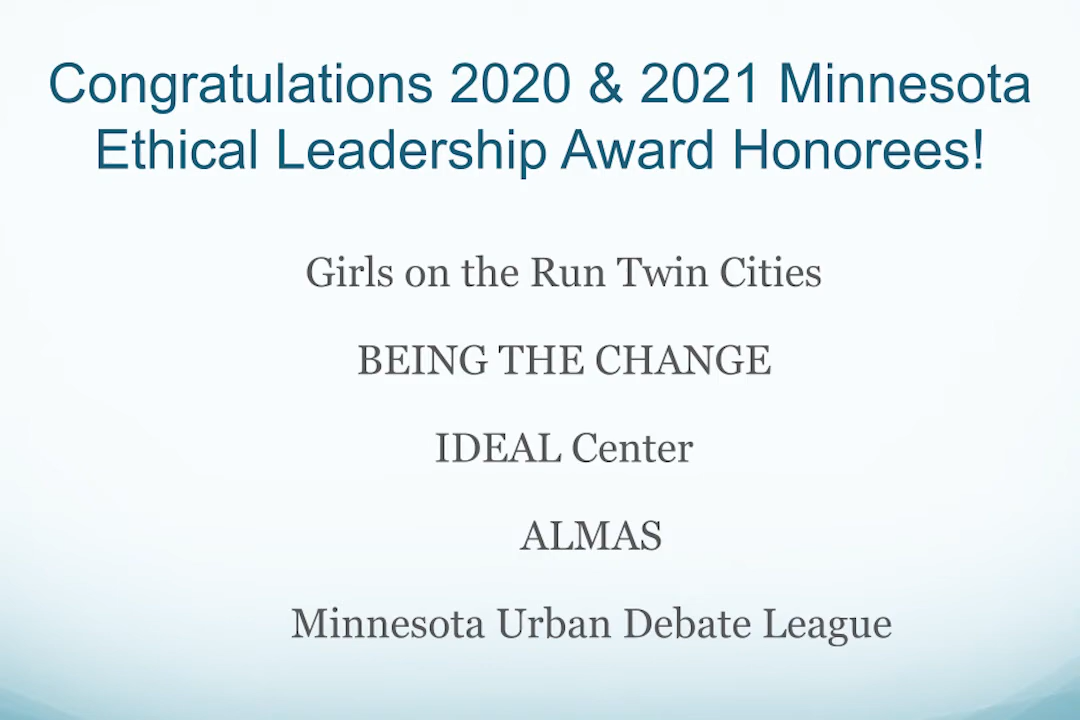 Congratulations 2020 & 2021 Minnesota
Ethical Leadership Award Honorees!
Girls on the Run Twin Cities
BEING THE CHANGE
IDEAL Center
ALMAS
Minnesota Urban Debate League